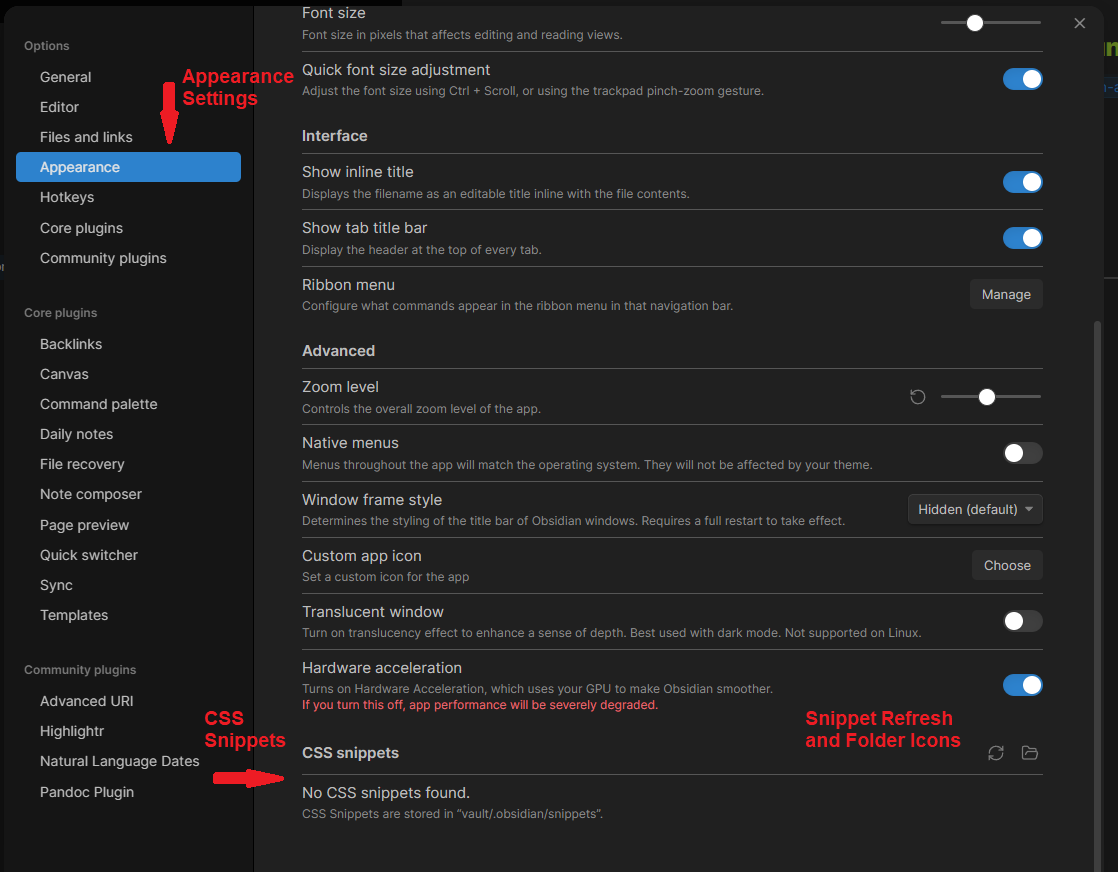 Options
General
Editor
Files and links
Appearance
Hotkeys
Core plugins
Community plugins
Core plugins
Backlinks
Canvas
Command palette
Daily notes
File recovery
Note composer
Page preview
Quick switcher
Sync
Templates
Community plugins
Advanced URI
Highlightr
Natural Language Dates
Pandoc Plugin
Appearance
Settings
CSS
Snippets
Font size
Font size in pixels that affects editing and reading views.
Quick font size adjustment
Adjust the font size using Ctrl + Scroll, or using the trackpad pinch-zoom gesture.
Interface
Show inline title
Displays the filename as an editable title inline with the file contents.
Show tab title bar
Display the header at the top of every tab.
Ribbon menu
Configure what commands appear in the ribbon menu in that navigation bar.
Manage
Advanced
Zoom level
Controls the overall zoom level of the app.
Native menus
Menus throughout the app will match the operating system. They will not be affected by your theme.
Window frame style
Determines the styling of the title bar of Obsidian windows. Requires a full restart to take effect.
Hidden (default)
Custom app icon
Set a custom icon for the app
Choose
Translucent window
Turn on translucency effect to enhance a sense of depth. Best used with dark mode. Not supported on Linux.
Hardware acceleration
Turns on Hardware Acceleration, which uses your GPU to make Obsidian smoother.
If you turn this off, app performance will be severely degraded.
Snippet Refresh
and Folder Icons
CSS snippets
No CSS snippets found.
CSS Snippets are stored in “vault/.obsidian/snippets”.